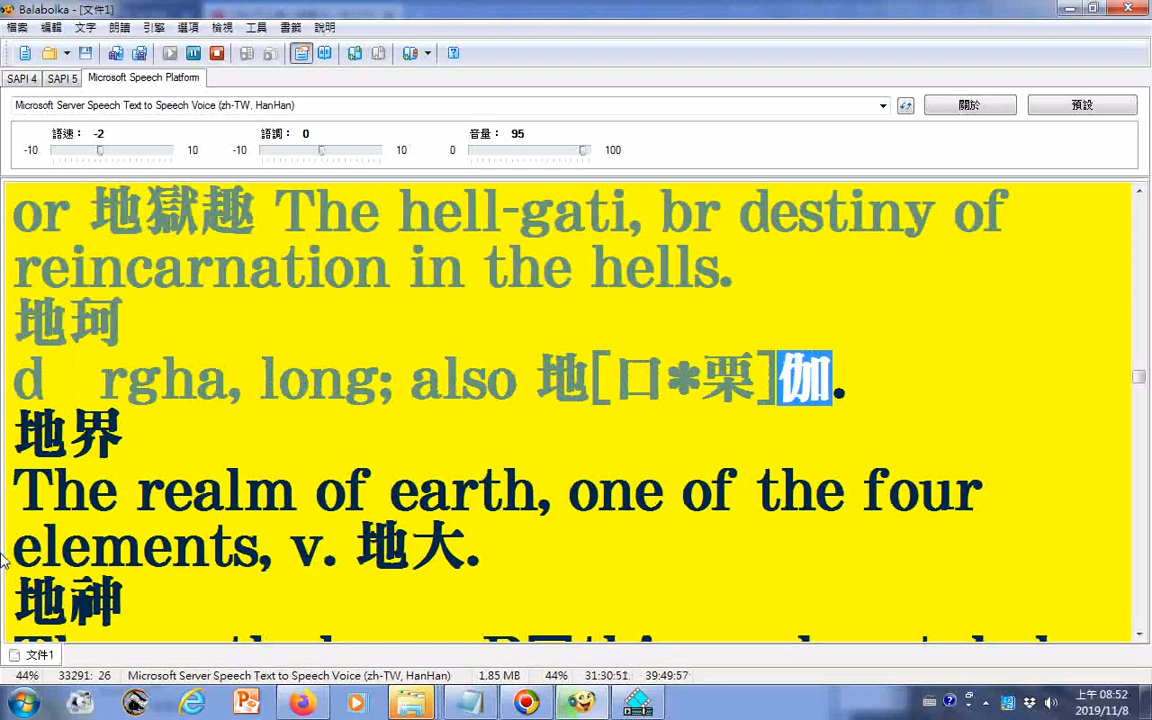 Balabolka - [文件1]
檔案 編輯 文字 朗讀 引擎 選項 檢視 工具 書籤 說明
SAPI 4 SAPI 5 Microsoft Speech Platform
Microsoft Server Speech Text to Speech Voice (zh-TW, HanHan) 關於 預設
語速： -2 語調： 0 音量： 95
-10 10 -10 10 0 100
or 地獄趣 The hell-gati, br destiny of
reincarnation in the hells.
地珂
d rgha, long; also 地[口*栗]伽.
地界
The realm of earth, one of the four
elements, v. 地大.
地神
文件1
44% 33291: 26 Microsoft Server Speech Text to Speech Voice (zh-TW, HanHan) 1.85 MB 44% 31:30:51 39:49:57
上午 08:52
2019/11/8